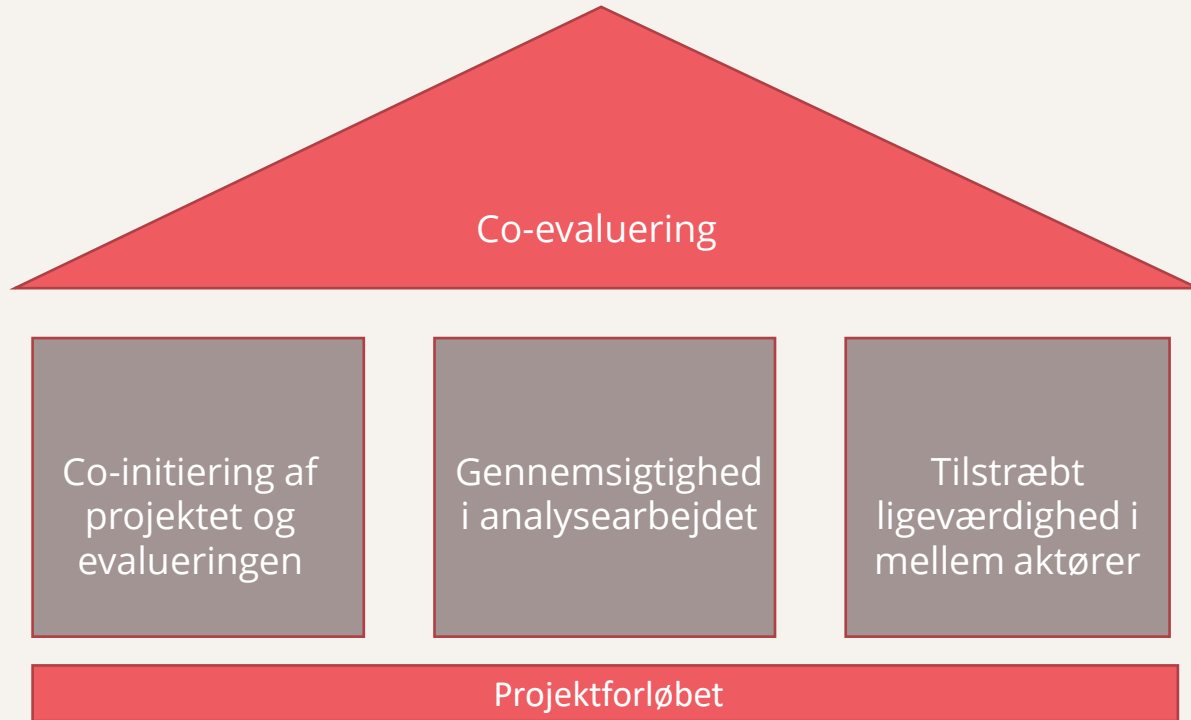 Co-evaluering
Co-initiering af
projektet og
evalueringen
Gennemsigtighed
i analysearbejdet
Tilstræbt
ligeværdighed i
mellem aktører
Projektforløbet